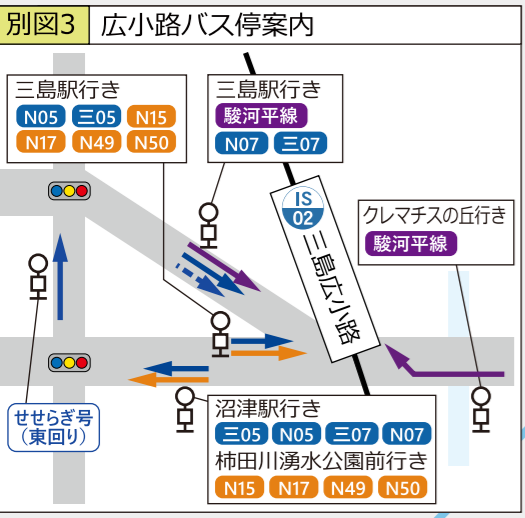 別図3 広小路バス停案内
三島駅行き
N05 三05 N15
N17 N49 N50
三島駅行き
駿河平線
N07 三07
IS
02
三島広小路
クレマチスの丘行き
駿河平線
せせらぎ号
(東回り)
沼津駅行き
三05 N05 三07 N07
柿田川湧水公園前行き
N15 N17 N49 N50